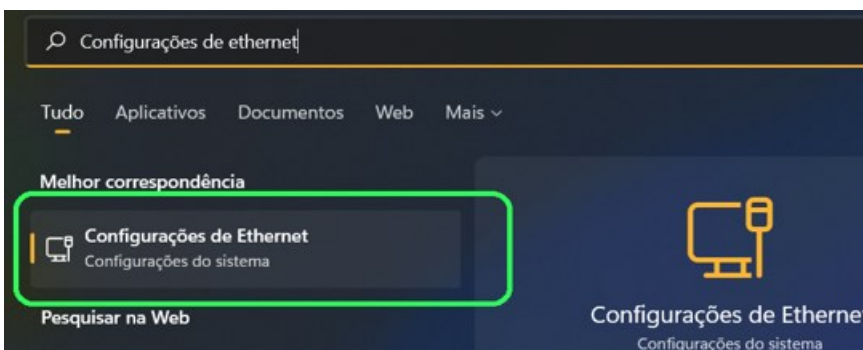 Configurações de ethernet
Tudo Aplicativos Documentos Web Mais
Melhor correspondência
Configurações de Ethernet
Configurações do sistema
Pesquisar na Web
Configurações de Etherne
Configurações do sistema